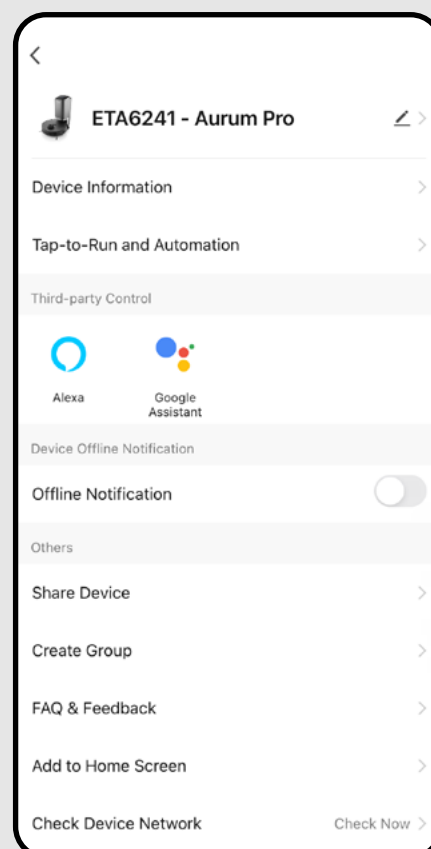 ETA6241 - Aurum Pro
Device Information
Tap-to-Run and Automation
Third-party Control
Alexa
Google
Assistant
Device Offline Notification
Offline Notification
Others
Share Device
Create Group
FAQ & Feedback
Add to Home Screen
Check Device Network Check Now